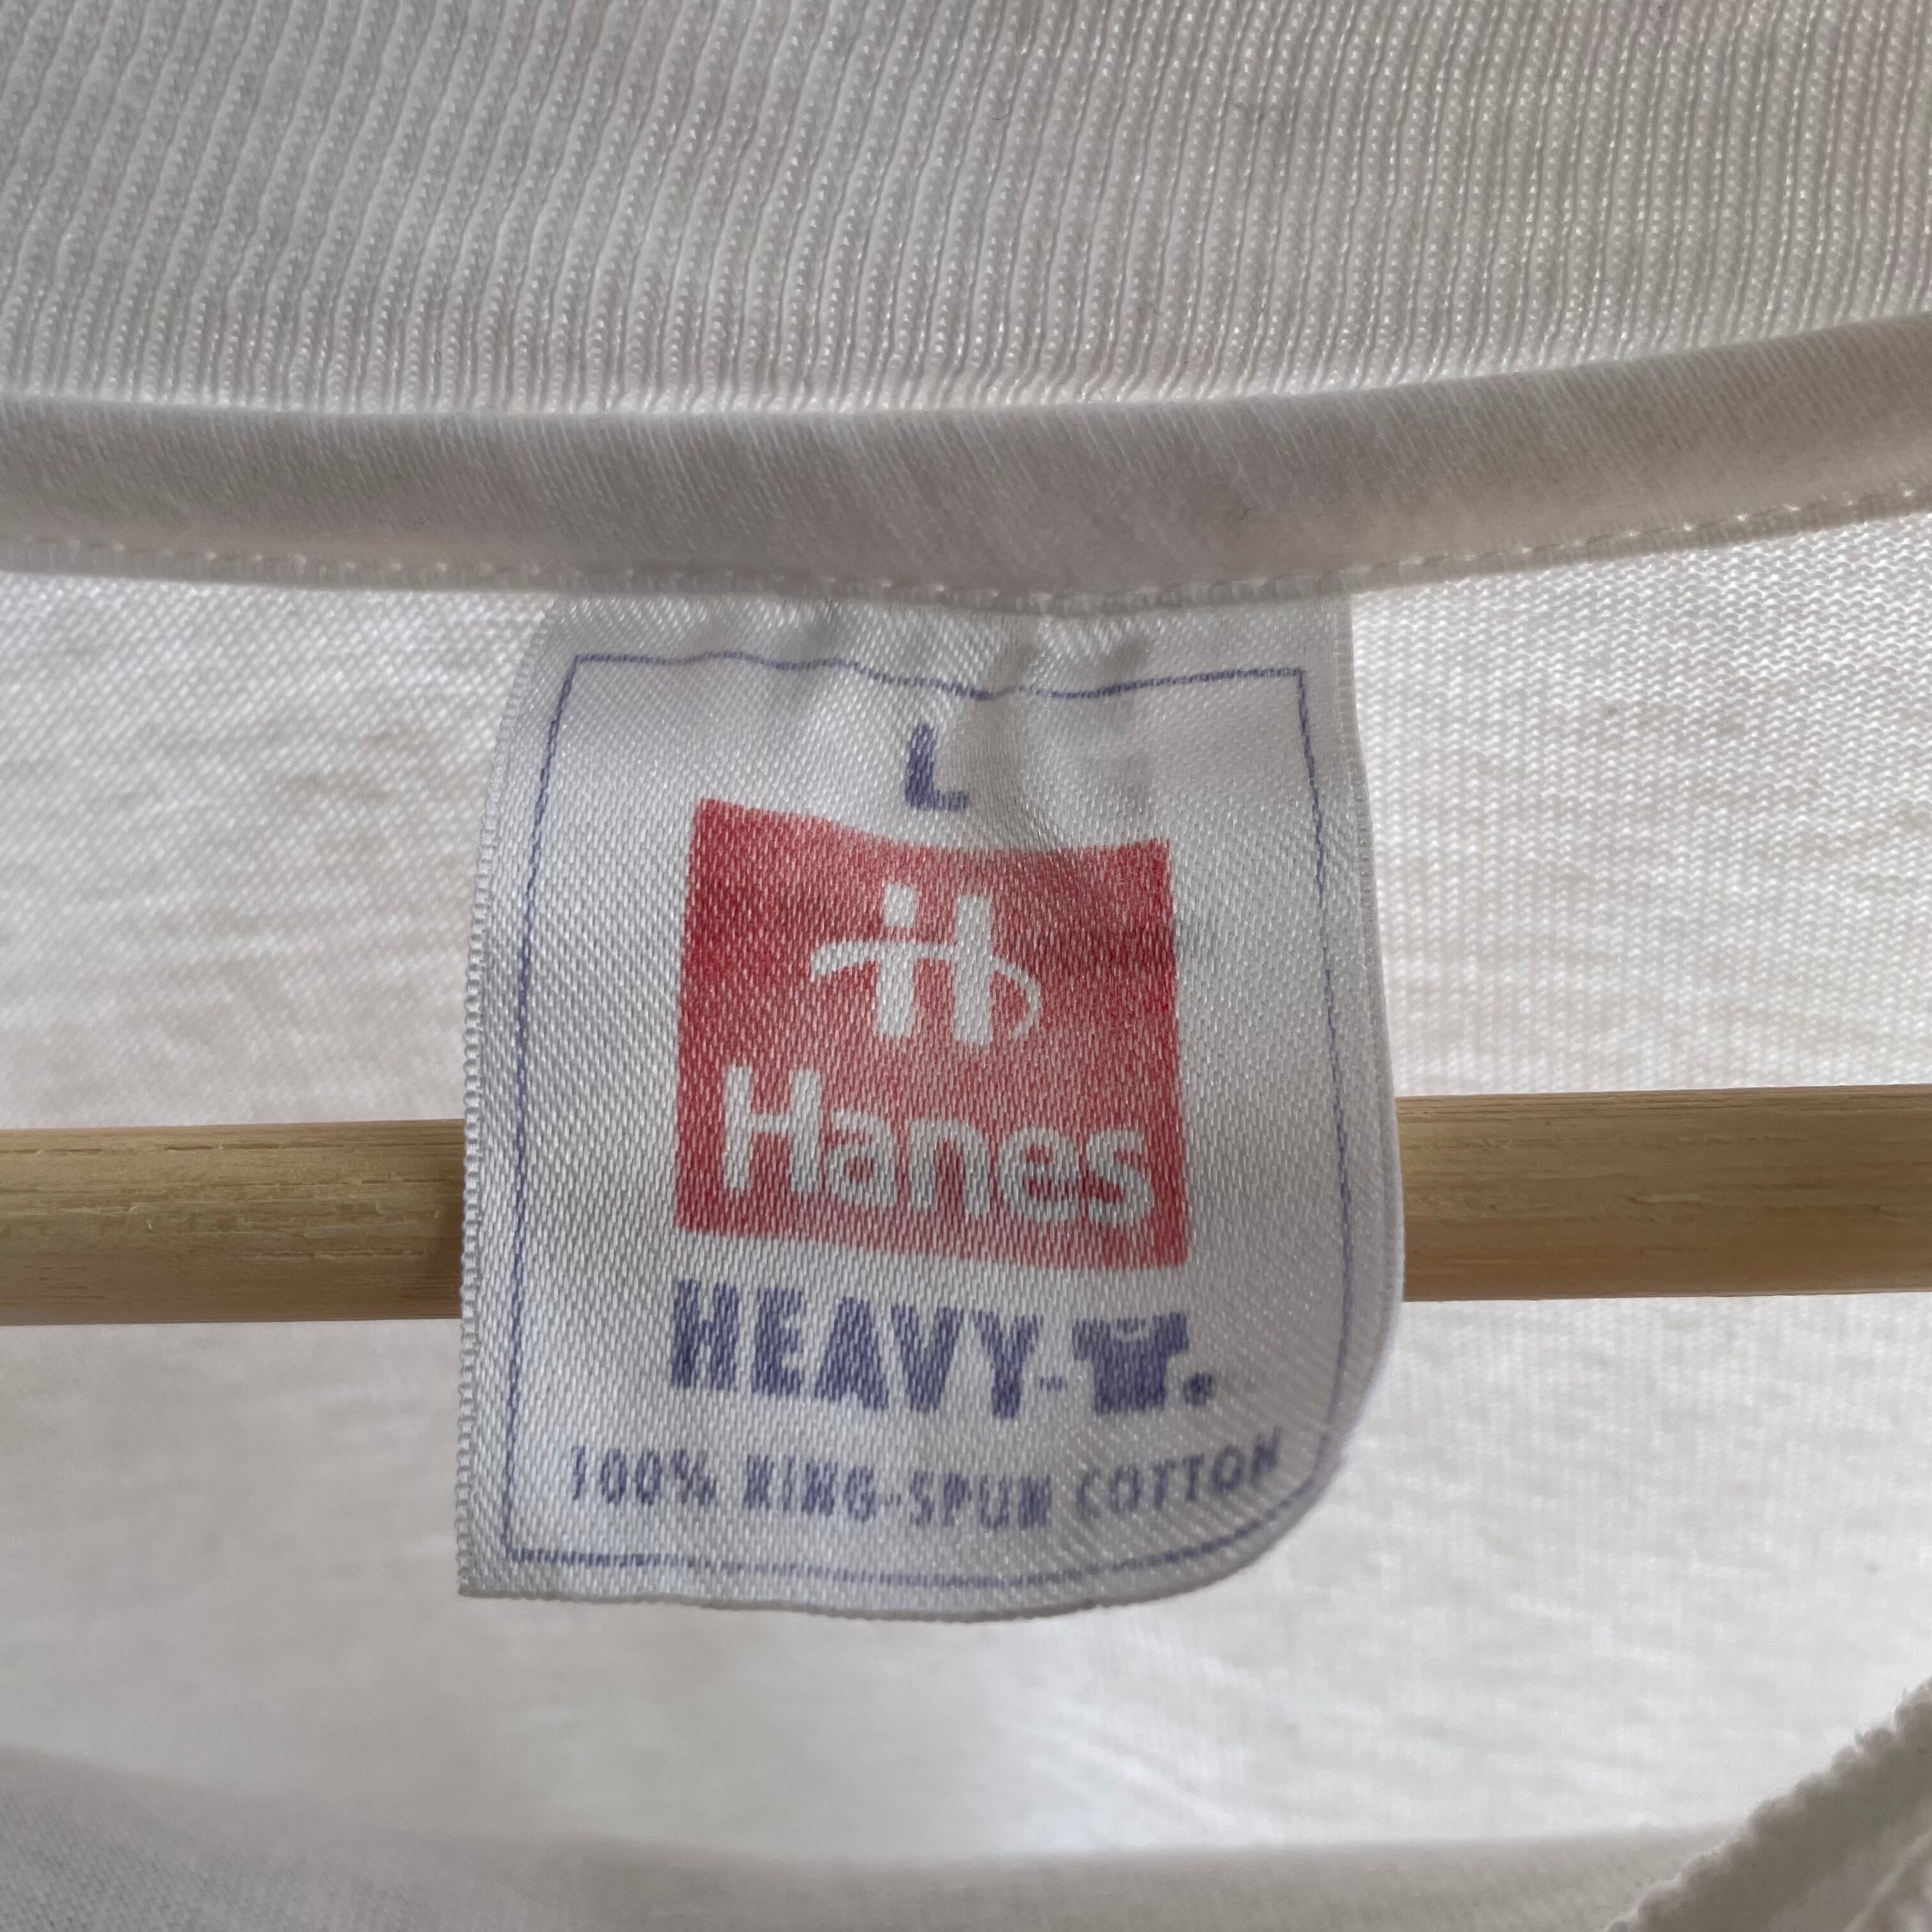 L
Hanes
HEAVY-
100% RING-SPUN COTTON